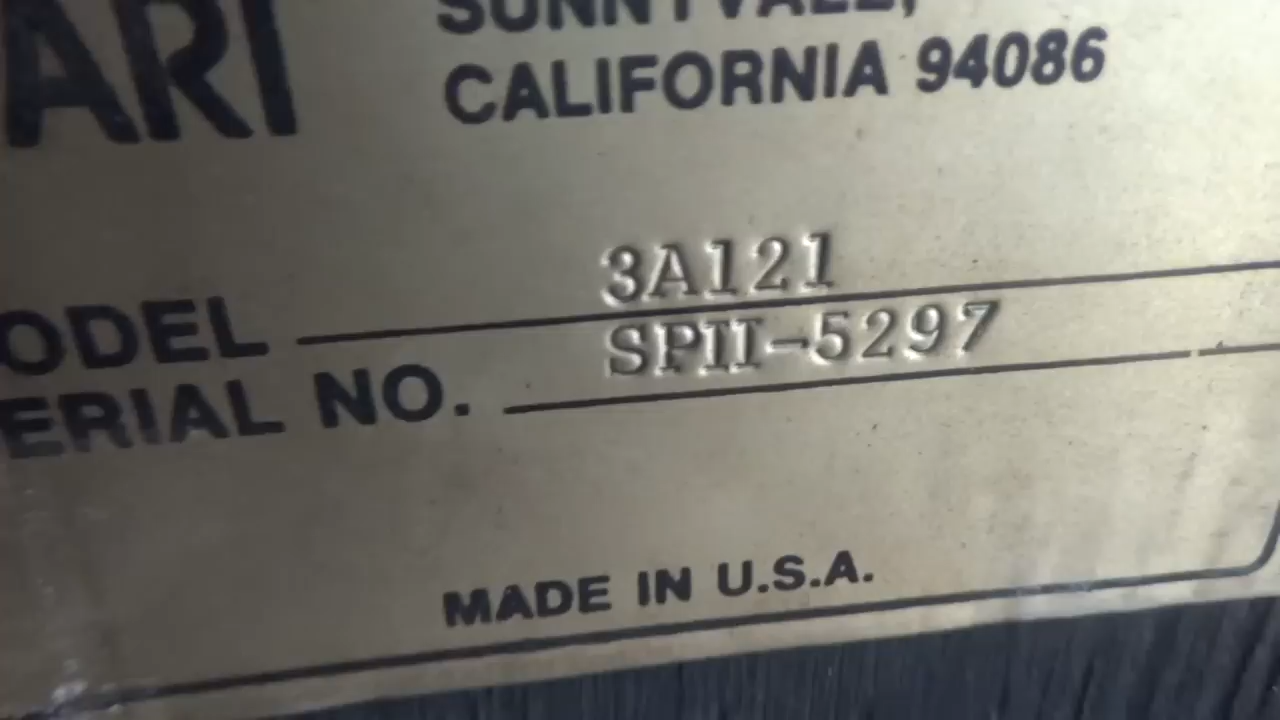 ARI
SUNNYVALE,
CALIFORNIA 94086
ODEL 3A121
ERIAL NO. SPII-5297
MADE IN U.S.A.